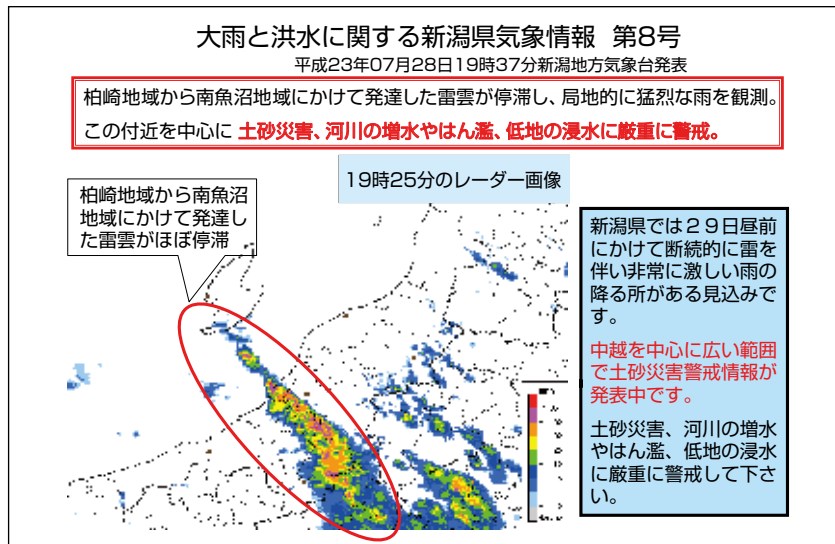 大雨と洪水に関する新潟県気象情報 第8号
平成23年07月28日19時37分新潟地方気象台発表
柏崎地域から南魚沼地域にかけて発達した雷雲が停滞し、局地的に猛烈な雨を観測。
この付近を中心に 土砂災害、河川の増水やはん濫、低地の浸水に厳重に警戒。
19時25分のレーダー画像
柏崎地域から南魚沼
地域にかけて発達し
た雷雲がほぼ停滞
新潟県では29日昼前
にかけて断続的に雷を
伴い非常に激しい雨の
降る所がある見込みで
す。
中越を中心に広い範囲
で土砂災害警戒情報が
発表中です。
土砂災害、河川の増水
やはん濫、低地の浸水
に厳重に警戒して下さ
い。